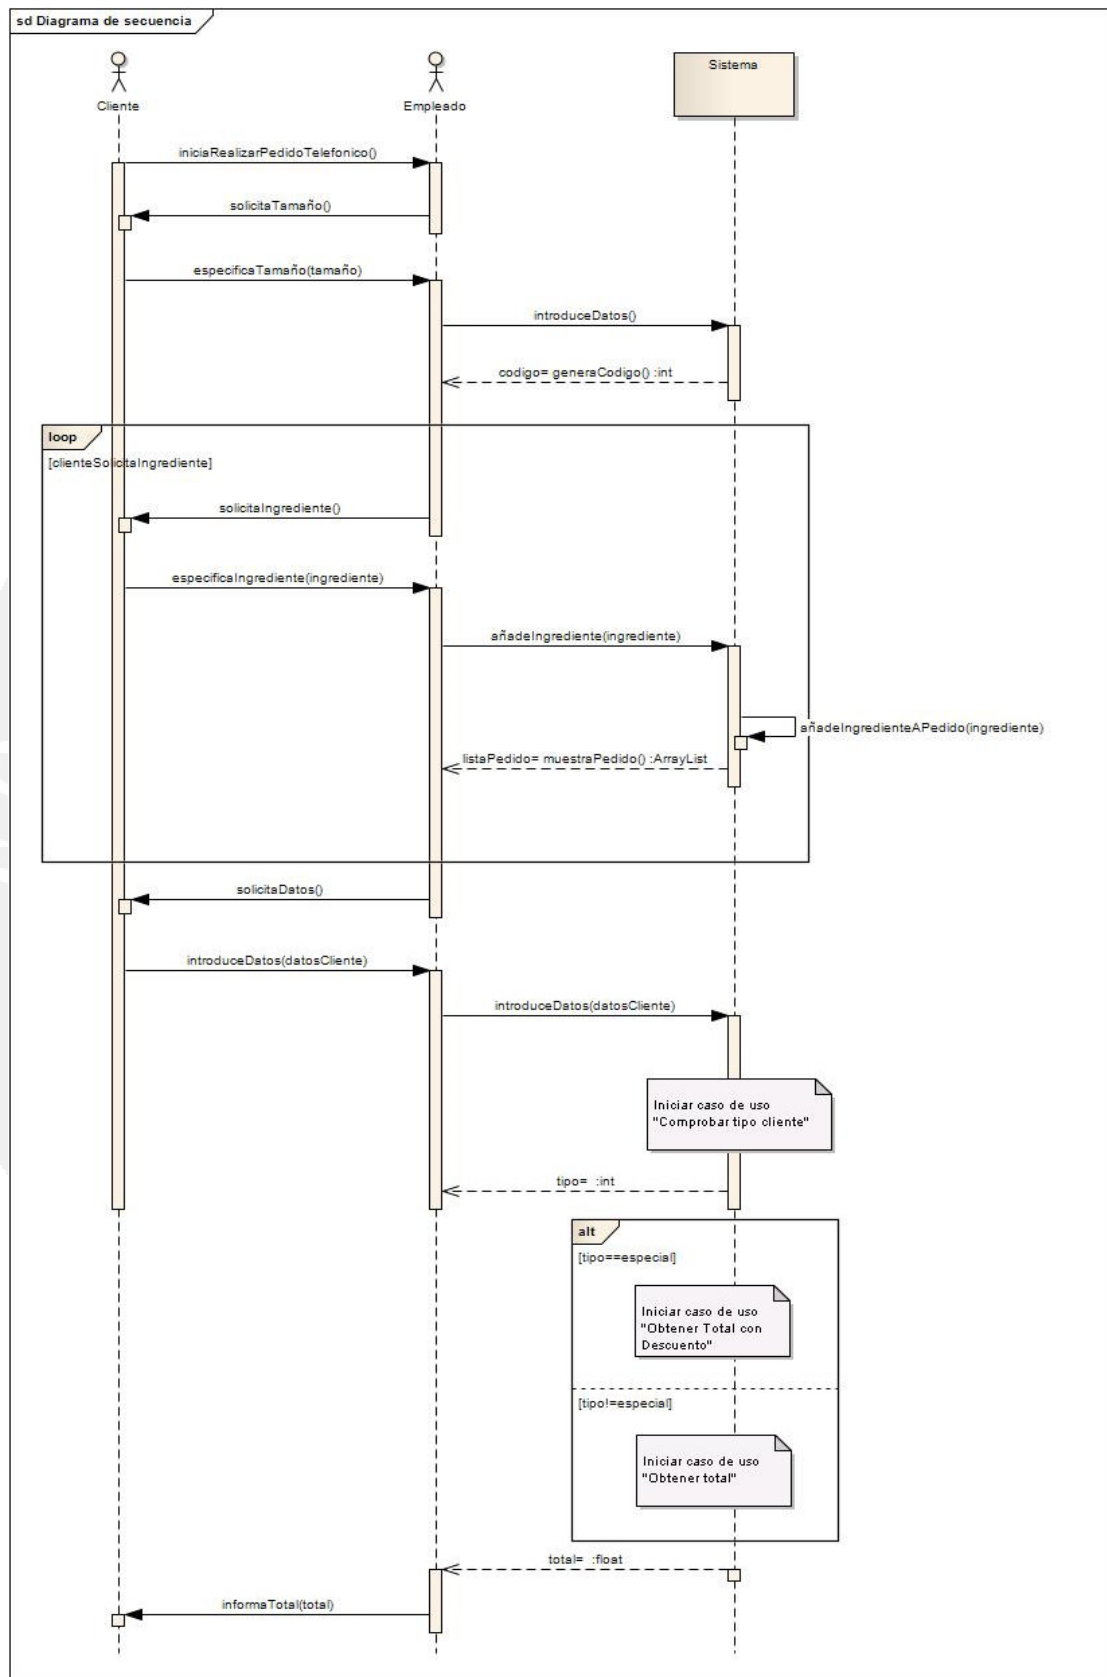 sd Diagrama de secuencia
Cliente
Empleado
Sistema
iniciaRealizarPedidoTelefonico()
solicitaTamaño()
especificaTamaño(tamaño)
introduceDatos()
codigo= generaCodigo() :int
loop
[clienteSolicitaIngrediente]
solicitaIngrediente()
especificaIngrediente(ingrediente)
añadeIngrediente(ingrediente)
añadeIngredienteAPedido(ingrediente)
listaPedido= muestraPedido() :ArrayList
solicitaDatos()
introduceDatos(datosCliente)
introduceDatos(datosCliente)
Iniciar caso de uso
"Comprobar tipo cliente"
tipo= :int
alt
[tipo==especial]
Iniciar caso de uso
"Obtener Total con
Descuento"
[tipo!=especial]
Iniciar caso de uso
"Obtener total"
total= :float
informaTotal(total)